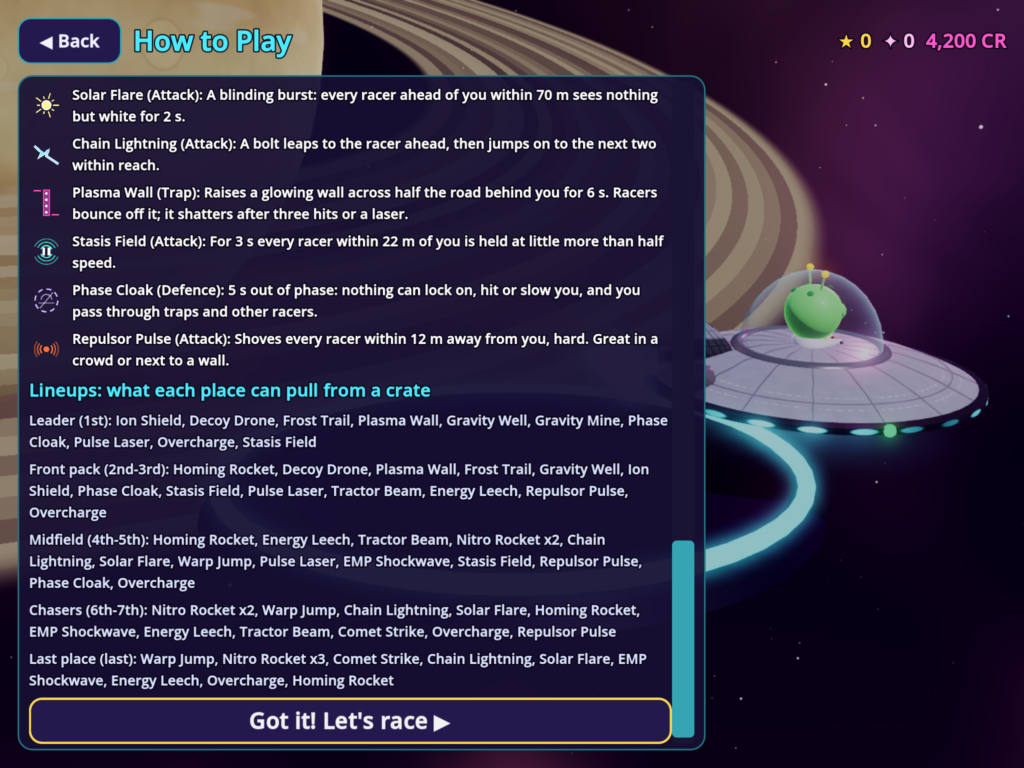 ◀ Back
How to Play
★ 0 ✦ 0 4,200 CR
Solar Flare (Attack): A blinding burst: every racer ahead of you within 70 m sees nothing
but white for 2 s.
Chain Lightning (Attack): A bolt leaps to the racer ahead, then jumps on to the next two
within reach.
Plasma Wall (Trap): Raises a glowing wall across half the road behind you for 6 s. Racers
bounce off it; it shatters after three hits or a laser.
Stasis Field (Attack): For 3 s every racer within 22 m of you is held at little more than half
speed.
Phase Cloak (Defence): 5 s out of phase: nothing can lock on, hit or slow you, and you
pass through traps and other racers.
Repulsor Pulse (Attack): Shoves every racer within 12 m away from you, hard. Great in a
crowd or next to a wall.
Lineups: what each place can pull from a crate
Leader (1st): Ion Shield, Decoy Drone, Frost Trail, Plasma Wall, Gravity Well, Gravity Mine, Phase
Cloak, Pulse Laser, Overcharge, Stasis Field
Front pack (2nd-3rd): Homing Rocket, Decoy Drone, Plasma Wall, Frost Trail, Gravity Well, Ion
Shield, Phase Cloak, Stasis Field, Pulse Laser, Tractor Beam, Energy Leech, Repulsor Pulse,
Overcharge
Midfield (4th-5th): Homing Rocket, Energy Leech, Tractor Beam, Nitro Rocket x2, Chain
Lightning, Solar Flare, Warp Jump, Pulse Laser, EMP Shockwave, Stasis Field, Repulsor Pulse,
Phase Cloak, Overcharge
Chasers (6th-7th): Nitro Rocket x2, Warp Jump, Chain Lightning, Solar Flare, Homing Rocket,
EMP Shockwave, Energy Leech, Tractor Beam, Comet Strike, Overcharge, Repulsor Pulse
Last place (last): Warp Jump, Nitro Rocket x3, Comet Strike, Chain Lightning, Solar Flare, EMP
Shockwave, Energy Leech, Overcharge, Homing Rocket
Got it! Let's race ▶